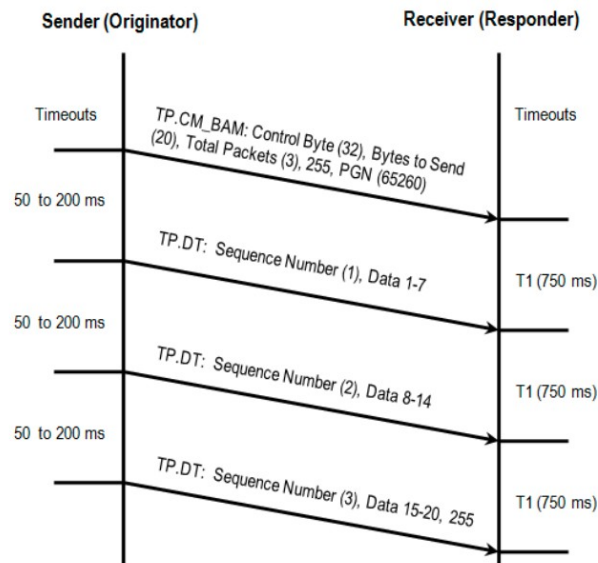 Sender (Originator)
Receiver (Responder)
Timeouts
Timeouts
TP.CM_BAM: Control Byte (32), Bytes to Send
(20), Total Packets (3), 255, PGN (65260)
50 to 200 ms
TP.DT: Sequence Number (1), Data 1-7
T1 (750 ms)
50 to 200 ms
TP.DT: Sequence Number (2), Data 8-14
T1 (750 ms)
50 to 200 ms
TP.DT: Sequence Number (3), Data 15-20, 255
T1 (750 ms)